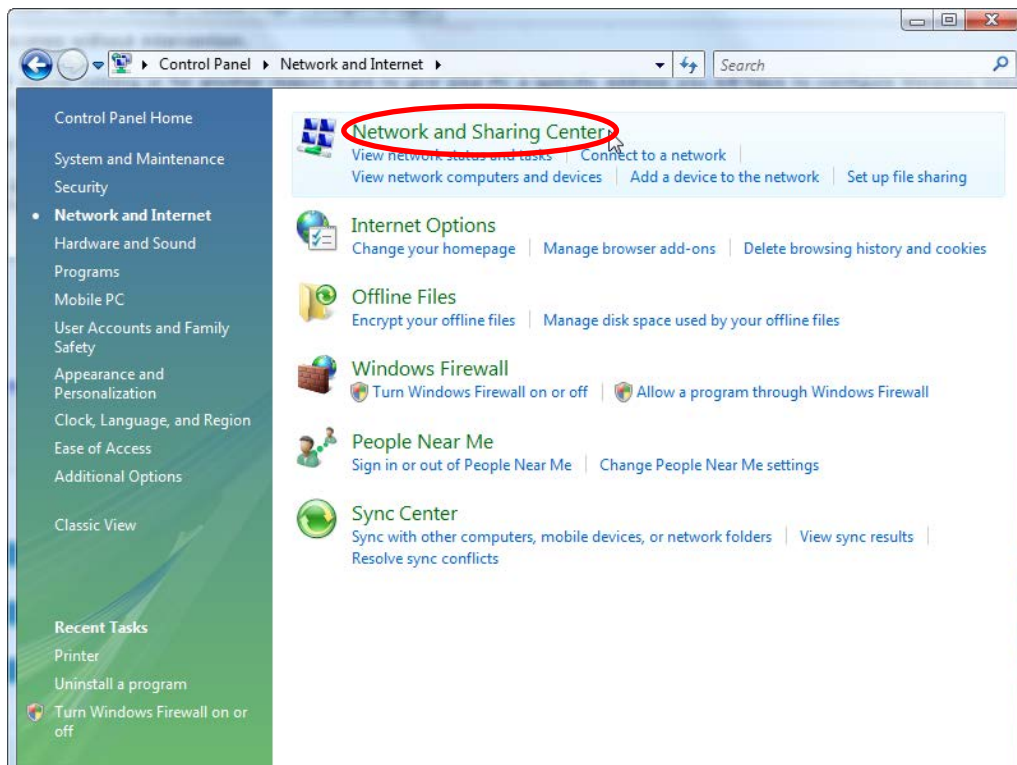 Control Panel Network and Internet
Search
Control Panel Home
System and Maintenance
Security
• Network and Internet
Hardware and Sound
Programs
Mobile PC
User Accounts and Family
Safety
Appearance and
Personalization
Clock, Language, and Region
Ease of Access
Additional Options
Classic View
Recent Tasks
Printer
Uninstall a program
Turn Windows Firewall on or
off
Network and Sharing Center
View network status and tasks Connect to a network
View network computers and devices Add a device to the network Set up file sharing
Internet Options
Change your homepage Manage browser add-ons Delete browsing history and cookies
Offline Files
Encrypt your offline files Manage disk space used by your offline files
Windows Firewall
Turn Windows Firewall on or off Allow a program through Windows Firewall
People Near Me
Sign in or out of People Near Me Change People Near Me settings
Sync Center
Sync with other computers, mobile devices, or network folders View sync results
Resolve sync conflicts